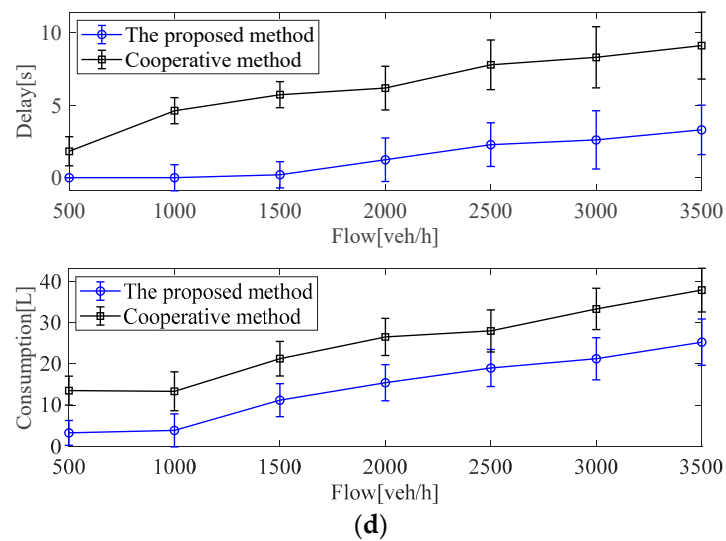 The proposed method
Cooperative method
Delay[s]
10
5
0
500 1000 1500 2000 2500 3000 3500
Flow[veh/h]
The proposed method
Cooperative method
Consumption[L]
40
30
20
10
0
500 1000 1500 2000 2500 3000 3500
Flow[veh/h]
(d)